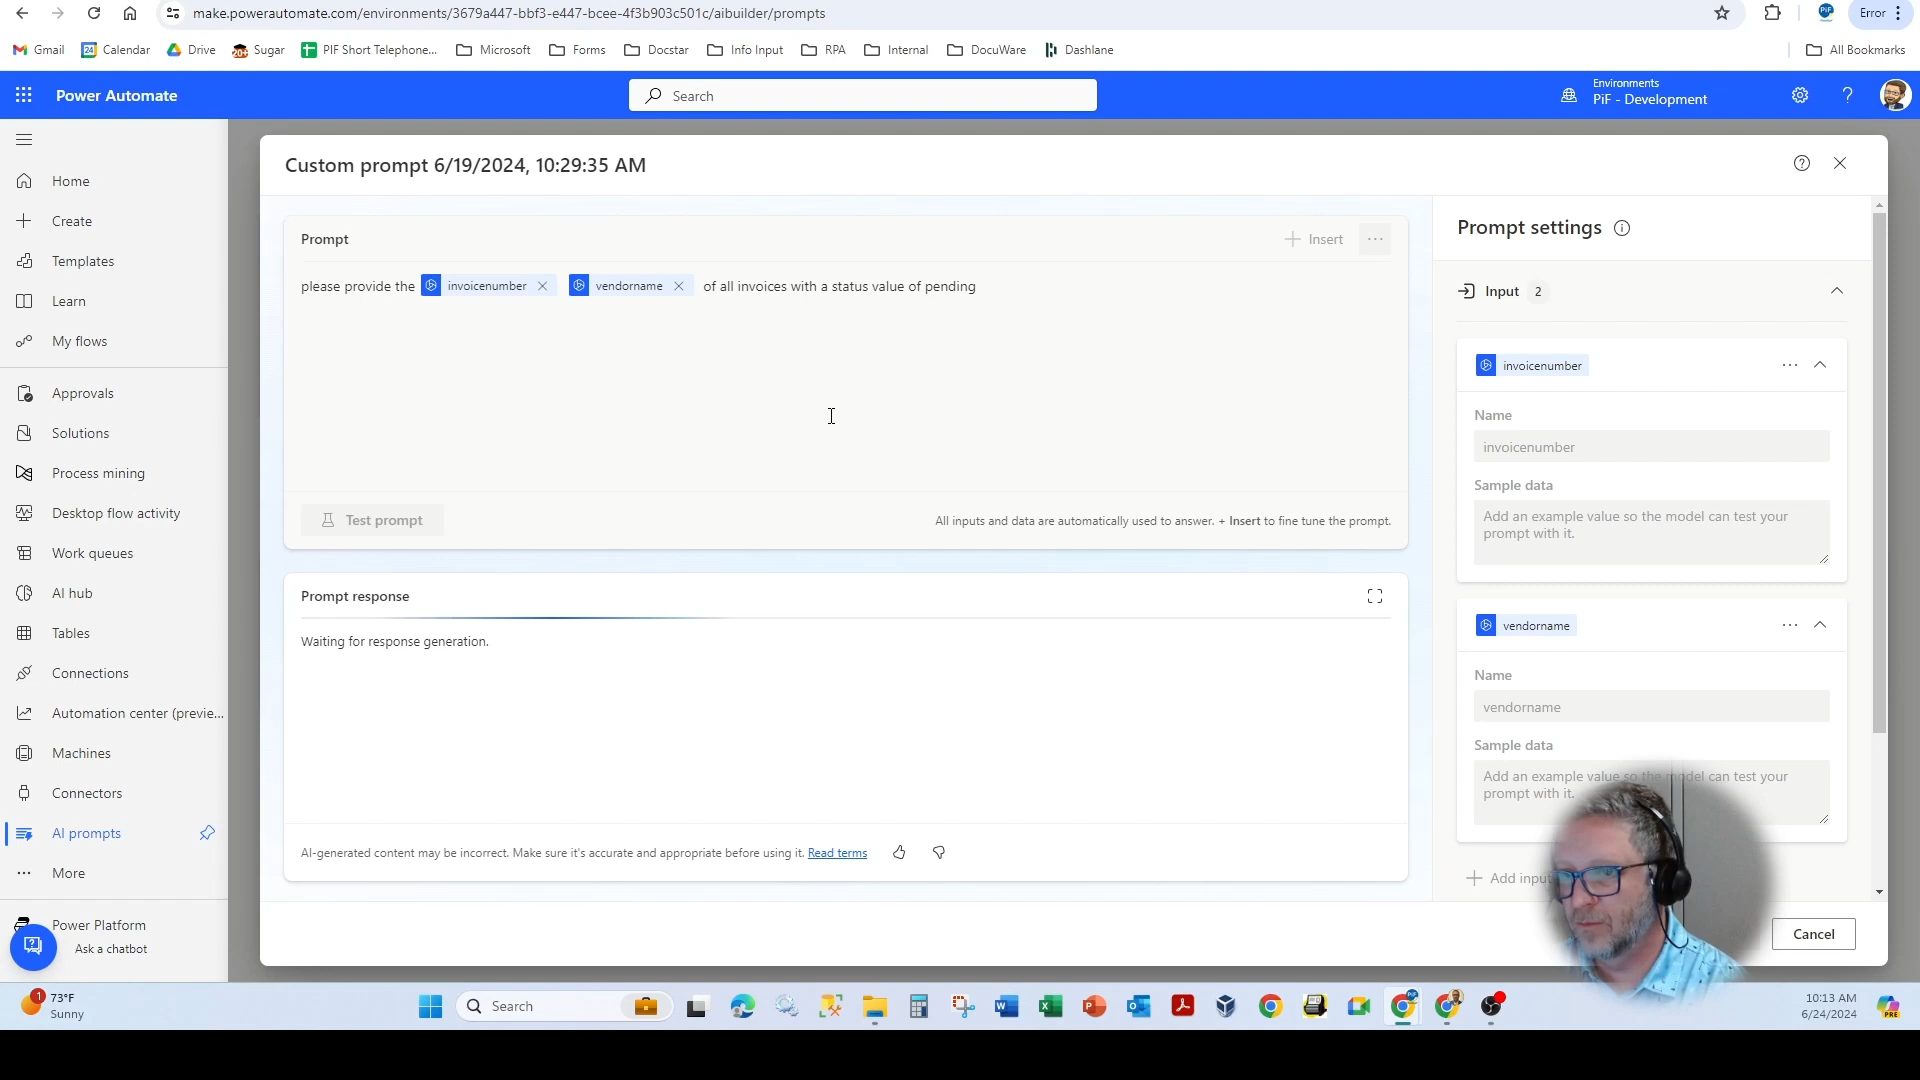 make.powerautomate.com/environments/3679a447-bbf3-e447-bcee-4f3b903c501c/aibuilder/prompts
Error
Gmail
Calendar
Drive
Sugar
PIF Short Telephone...
Microsoft
Forms
Docstar
Info Input
RPA
Internal
DocuWare
Dashlane
All Bookmarks
Power Automate
Search
Environments
PiF - Development
Home
Create
Templates
Learn
My flows
Approvals
Solutions
Process mining
Desktop flow activity
Work queues
AI hub
Tables
Connections
Automation center (previe...
Machines
Connectors
AI prompts
More
Power Platform
Ask a chatbot
Custom prompt 6/19/2024, 10:29:35 AM
Prompt
Insert
please provide the invoicenumber vendorname of all invoices with a status value of pending
Test prompt
All inputs and data are automatically used to answer. + Insert to fine tune the prompt.
Prompt response
Waiting for response generation.
AI-generated content may be incorrect. Make sure it's accurate and appropriate before using it. Read terms
Prompt settings
Input 2
invoicenumber
Name
invoicenumber
Sample data
Add an example value so the model can test your
prompt with it.
vendorname
Name
vendorname
Sample data
Add an example value so the model can test your
prompt with it.
Add input
Cancel
1
73°F
Sunny
Search
10:13 AM
6/24/2024
PRE